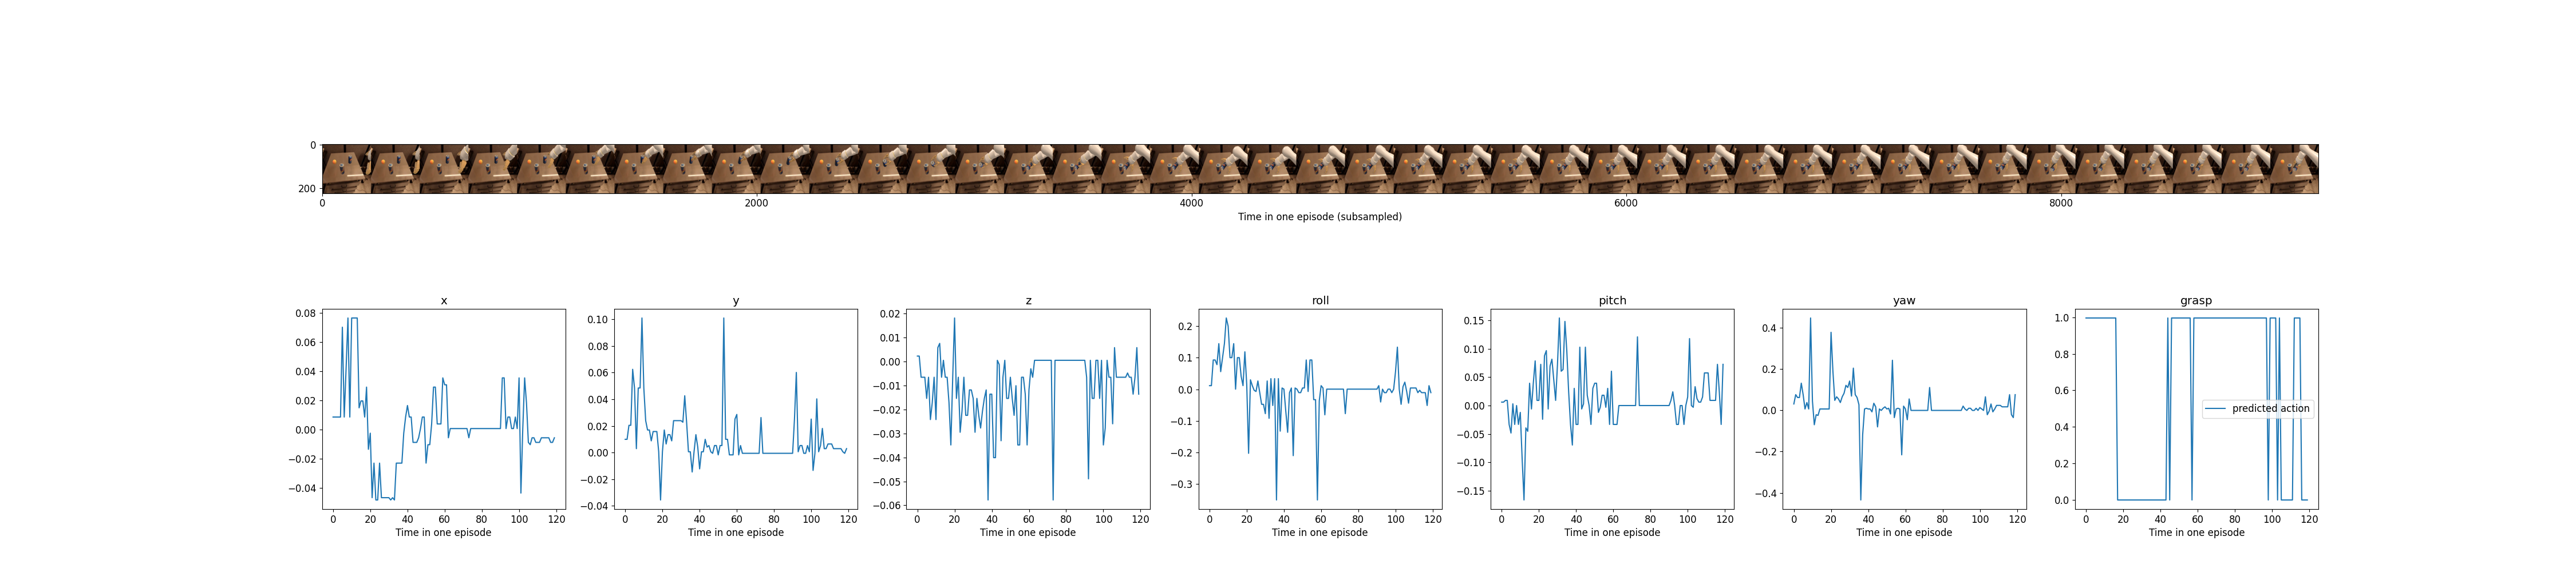 0
200
0 2000 4000 6000 8000
Time in one episode (subsampled)
x y z roll pitch yaw grasp
0.08
0.06
0.04
0.02
0.00
−0.02
−0.04
0 20 40 60 80 100 120
Time in one episode
0.10
0.08
0.06
0.04
0.02
0.00
−0.02
−0.04
0 20 40 60 80 100 120
Time in one episode
0.02
0.01
0.00
−0.01
−0.02
−0.03
−0.04
−0.05
−0.06
0 20 40 60 80 100 120
Time in one episode
0.2
0.1
0.0
−0.1
−0.2
−0.3
0 20 40 60 80 100 120
Time in one episode
0.15
0.10
0.05
0.00
−0.05
−0.10
−0.15
0 20 40 60 80 100 120
Time in one episode
0.4
0.2
0.0
−0.2
−0.4
0 20 40 60 80 100 120
Time in one episode
1.0
0.8
0.6
0.4
0.2
0.0
predicted action
0 20 40 60 80 100 120
Time in one episode